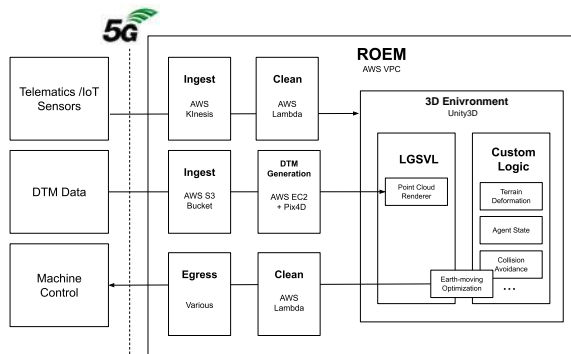 5G
ROEM
AWS VPC
Telematics /IoT
Sensors
Ingest
AWS
KInesis
Clean
AWS
Lambda
3D Enivronment
Unity3D
DTM Data
Ingest
AWS S3
Bucket
DTM
Generation
AWS EC2
+ Pix4D
LGSVL
Point Cloud
Renderer
Custom
Logic
Terrain
Deformation
Agent State
Collision
Avoidance
Machine
Control
Egress
Various
Clean
AWS
Lambda
Earth-moving
Optimization
...